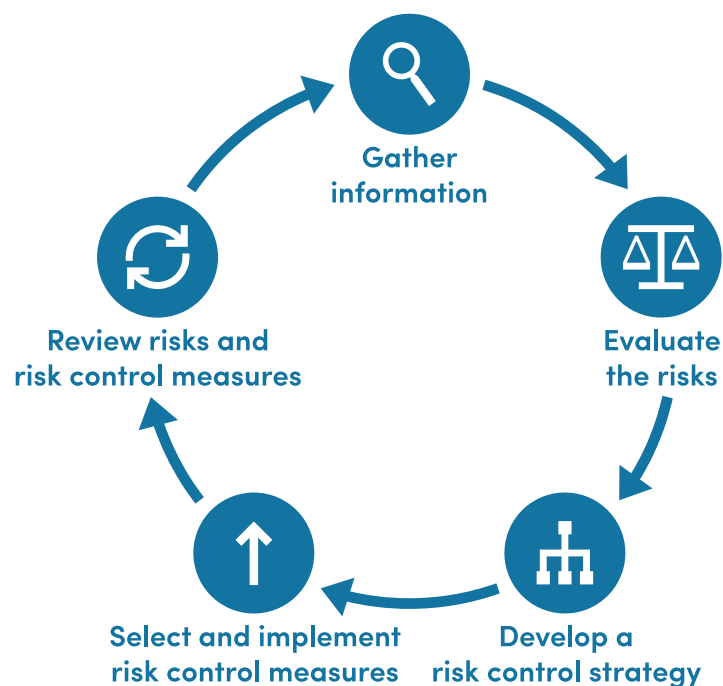 Gather
information
Evaluate
the risks
Develop a
risk control strategy
Select and implement
risk control measures
Review risks and
risk control measures